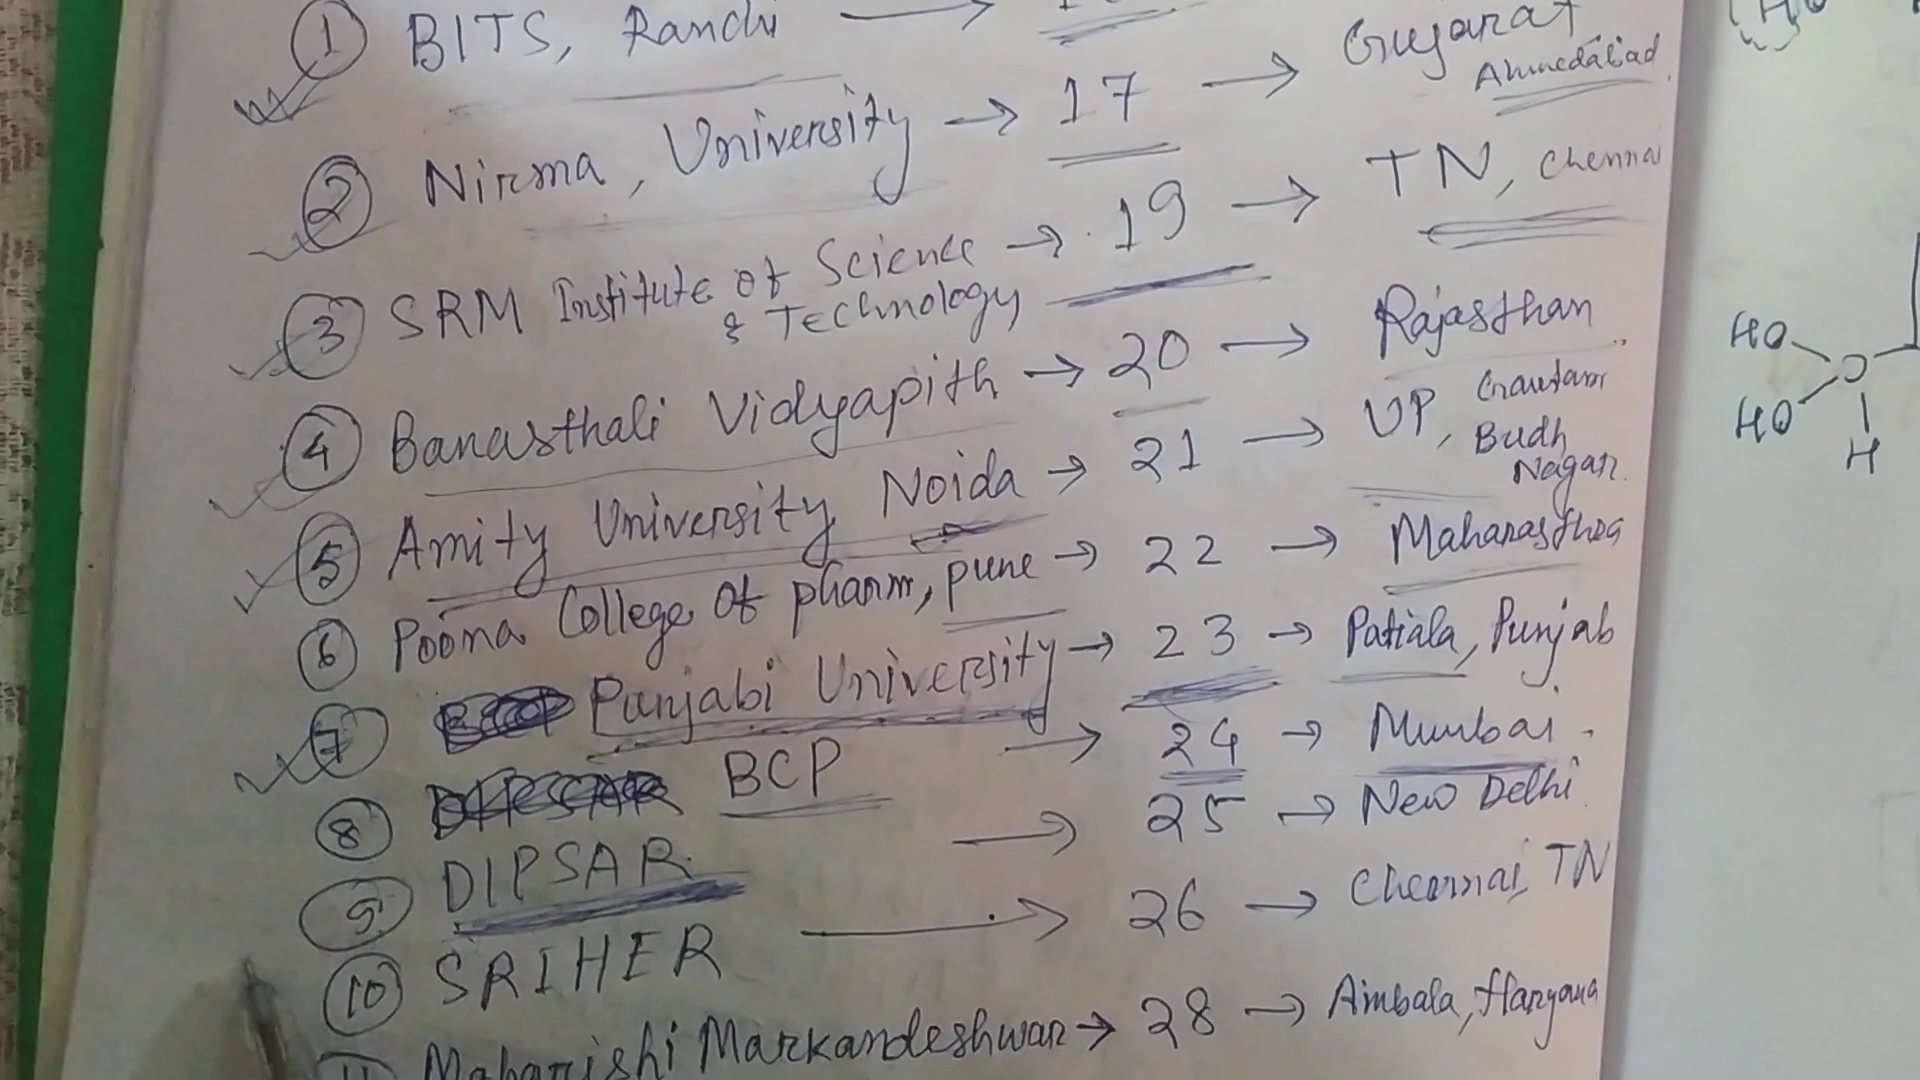 ① BITS, Ranchi →
② Nirma, University → 17 → Gujarat
Ahmedabad.
③ SRM Institute of Science → 19 → TN, Chennai
& Technology
④ Banasthali Vidyapith → 20 → Rajasthan
⑤ Amity University Noida → 21 → UP, Gautam
Budh
Nagar.
⑥ Poona College of pharm, pune → 22 → Maharasthra
⑦ Punjabi University → 23 → Patiala, Punjab
⑧ BCP → 24 → Mumbai.
⑨ DIPSAR → 25 → New Delhi.
⑩ SRIHER → 26 → Chennai, TN
11 Maharishi Markandeshwar → 28 → Ambala, Haryana
HO
HO
H